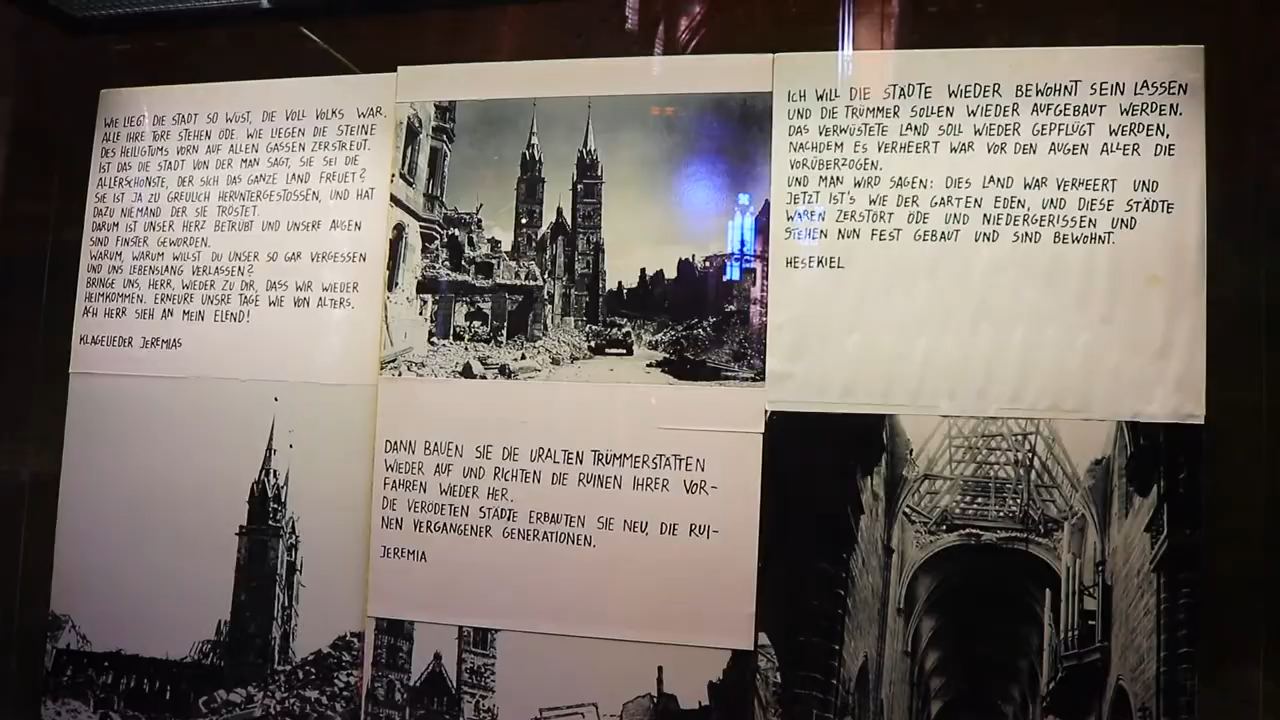 WIE LIEGT DIE STADT SO WÜST, DIE VOLL VOLKS WAR.
ALLE IHRE TORE STEHEN ÖDE. WIE LIEGEN DIE STEINE
DES HEILIGTUMS VORN AUF ALLEN GASSEN ZERSTREUT.
IST DAS DIE STADT VON DER MAN SAGT, SIE SEI DIE
ALLERSCHÖNSTE, DER SICH DAS GANZE LAND FREUET?
SIE IST JA ZU GREULICH HERUNTERGESTOSSEN, UND HAT
DAZU NIEMAND DER SIE TRÖSTET.
DARUM IST UNSER HERZ BETRÜBT UND UNSERE AUGEN
SIND FINSTER GEWORDEN.
WARUM, WARUM WILLST DU UNSER SO GAR VERGESSEN
UND UNS LEBENSLANG VERLASSEN?
BRINGE UNS, HERR, WIEDER ZU DIR, DASS WIR WIEDER
HEIMKOMMEN. ERNEURE UNSRE TAGE WIE VON ALTERS.
ACH HERR SIEH AN MEIN ELEND!
KLAGELIEDER JEREMIAS
DANN BAUEN SIE DIE URALTEN TRÜMMERSTÄTTEN
WIEDER AUF UND RICHTEN DIE RUINEN IHRER VOR-
FAHREN WIEDER HER.
DIE VERÖDETEN STÄDTE ERBAUTEN SIE NEU, DIE RUI-
NEN VERGANGENER GENERATIONEN.
JEREMIA
ICH WILL DIE STÄDTE WIEDER BEWOHNT SEIN LASSEN
UND DIE TRÜMMER SOLLEN WIEDER AUFGEBAUT WERDEN.
DAS VERWÜSTETE LAND SOLL WIEDER GEPFLÜGT WERDEN,
NACHDEM ES VERHEERT WAR VOR DEN AUGEN ALLER DIE
VORÜBERZOGEN.
UND MAN WIRD SAGEN: DIES LAND WAR VERHEERT UND
JETZT IST'S WIE DER GARTEN EDEN, UND DIESE STÄDTE
WAREN ZERSTÖRT ÖDE UND NIEDERGERISSEN UND
STEHEN NUN FEST GEBAUT UND SIND BEWOHNT.
HESEKIEL